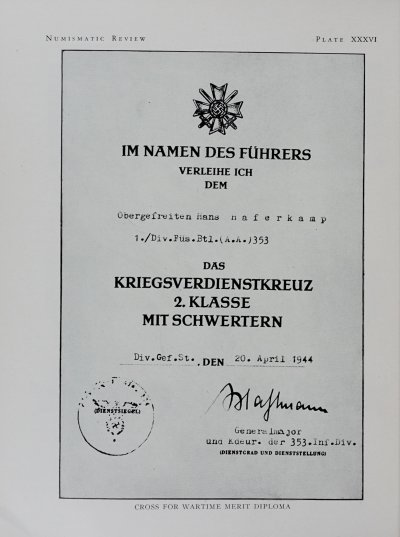 NUMISMATIC REVIEW PLATE XXXVI
IM NAMEN DES FÜHRERS
VERLEIHE ICH
DEM
Obergefreiten Hans Haferkamp
1./Div.Füs.Btl.(A.A.)353
DAS
KRIEGSVERDIENSTKREUZ
2. KLASSE
MIT SCHWERTERN
Div.Gef.St. , DEN 20. April 1944
(DIENSTSIEGEL)
Generalmajor
und Kdeur. der 353.Inf.Div.
(DIENSTGRAD UND DIENSTSTELLUNG)
CROSS FOR WARTIME MERIT DIPLOMA